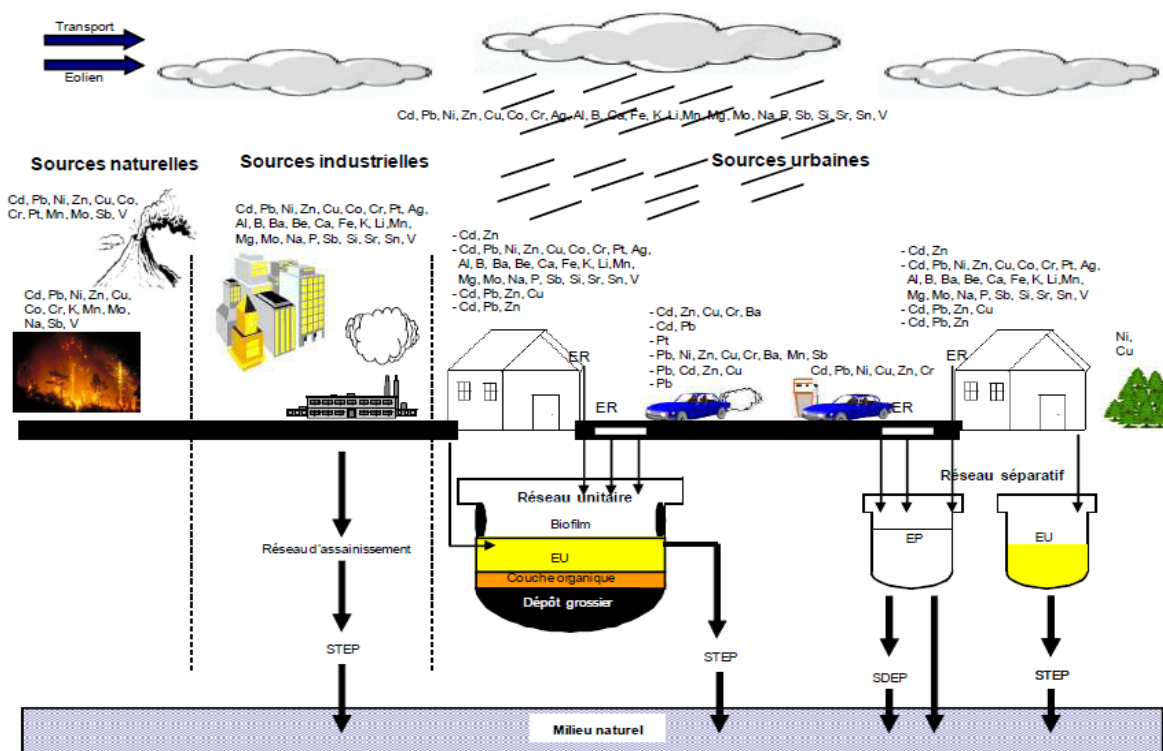 Transport
Eolien
Cd, Pb, Ni, Zn, Cu, Co, Cr, Ag, Al, B, Ca, Fe, K, Li,Mn, Mg, Mo, Na, P, Sb, Si, Sr, Sn, V
Sources naturelles
Sources industrielles
Sources urbaines
Cd, Pb, Ni, Zn, Cu, Co,
Cr, Pt, Mn, Mo, Sb, V
Cd, Pb, Ni, Zn, Cu,
Co, Cr, K, Mn, Mo,
Na, Sb, V
Cd, Pb, Ni, Zn, Cu, Co, Cr, Pt, Ag,
Al, B, Ba, Be, Ca, Fe, K, Li,Mn,
Mg, Mo, Na, P, Sb, Si, Sr, Sn, V
- Cd, Zn
- Cd, Pb, Ni, Zn, Cu, Co, Cr, Pt, Ag,
Al, B, Ba, Be, Ca, Fe, K, Li,Mn,
Mg, Mo, Na, P, Sb, Si, Sr, Sn, V
- Cd, Pb, Zn, Cu
- Cd, Pb, Zn
- Cd, Zn, Cu, Cr, Ba
- Cd, Pb
- Pt
- Pb, Ni, Zn, Cu, Cr, Ba, Mn, Sb
- Pb, Cd, Zn, Cu
- Pb
Cd, Pb, Ni, Cu, Zn, Cr
- Cd, Zn
- Cd, Pb, Ni, Zn, Cu, Co, Cr, Pt, Ag,
Al, B, Ba, Be, Ca, Fe, K, Li,Mn,
Mg, Mo, Na, P, Sb, Si, Sr, Sn, V
- Cd, Pb, Zn, Cu
- Cd, Pb, Zn
Ni,
Cu
ER
ER
ER
ER
Réseau unitaire
Biofilm
EU
Couche organique
Dépôt grossier
Réseau séparatif
EP
EU
Réseau d'assainissement
STEP
STEP
SDEP
STEP
Milieu naturel